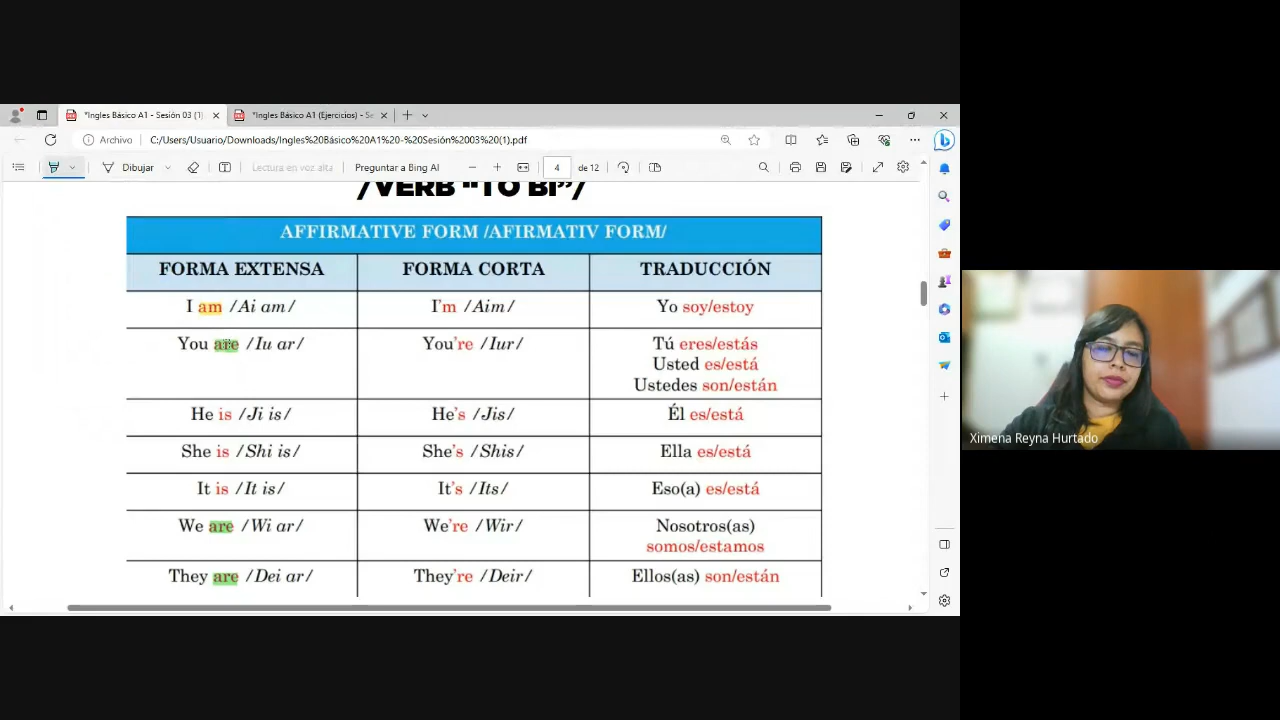 *Ingles Básico A1 - Sesión 03 (1)
*Ingles Básico A1 (Ejercicios) - Se
Archivo C:/Users/Usuario/Downloads/Ingles%20Básico%20A1%20-%20Sesión%2003%20(1).pdf
Dibujar Lectura en voz alta Preguntar a Bing AI 4 de 12
/VERB “TO BI”/
AFFIRMATIVE FORM /AFIRMATIV FORM/
FORMA EXTENSA FORMA CORTA TRADUCCIÓN
I am /Ai am/ I'm /Aim/ Yo soy/estoy
You are /Iu ar/ You're /Iur/ Tú eres/estás
Usted es/está
Ustedes son/están
He is /Ji is/ He's /Jis/ Él es/está
She is /Shi is/ She's /Shis/ Ella es/está
It is /It is/ It's /Its/ Eso(a) es/está
We are /Wi ar/ We're /Wir/ Nosotros(as)
somos/estamos
They are /Dei ar/ They're /Deir/ Ellos(as) son/están
Ximena Reyna Hurtado